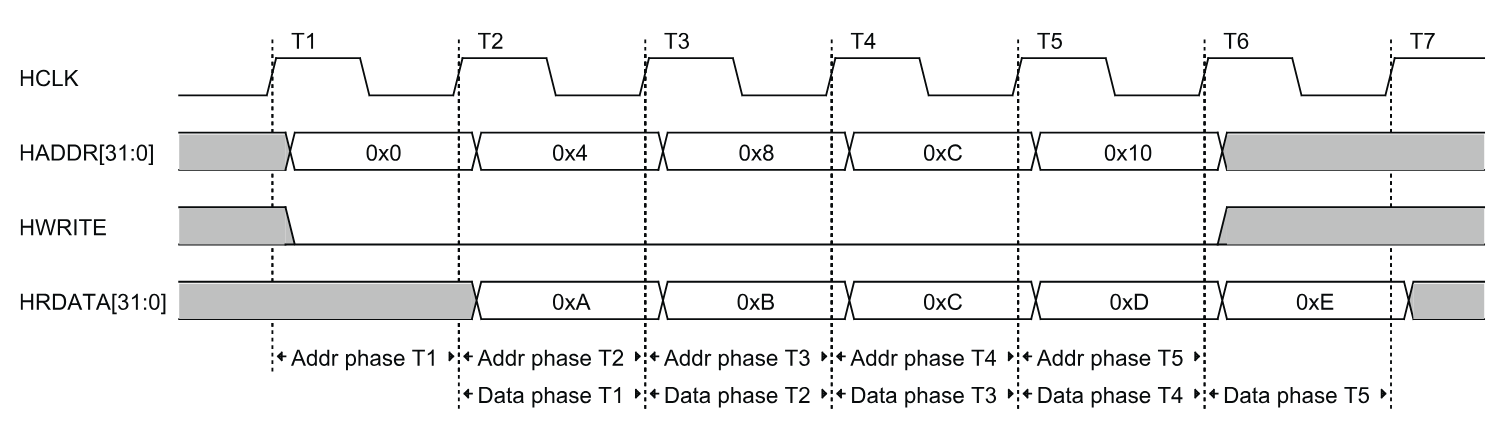 T1 T2 T3 T4 T5 T6 T7
HCLK
HADDR[31:0] 0x0 0x4 0x8 0xC 0x10
HWRITE
HRDATA[31:0] 0xA 0xB 0xC 0xD 0xE
Addr phase T1 Addr phase T2 Addr phase T3 Addr phase T4 Addr phase T5
Data phase T1 Data phase T2 Data phase T3 Data phase T4 Data phase T5